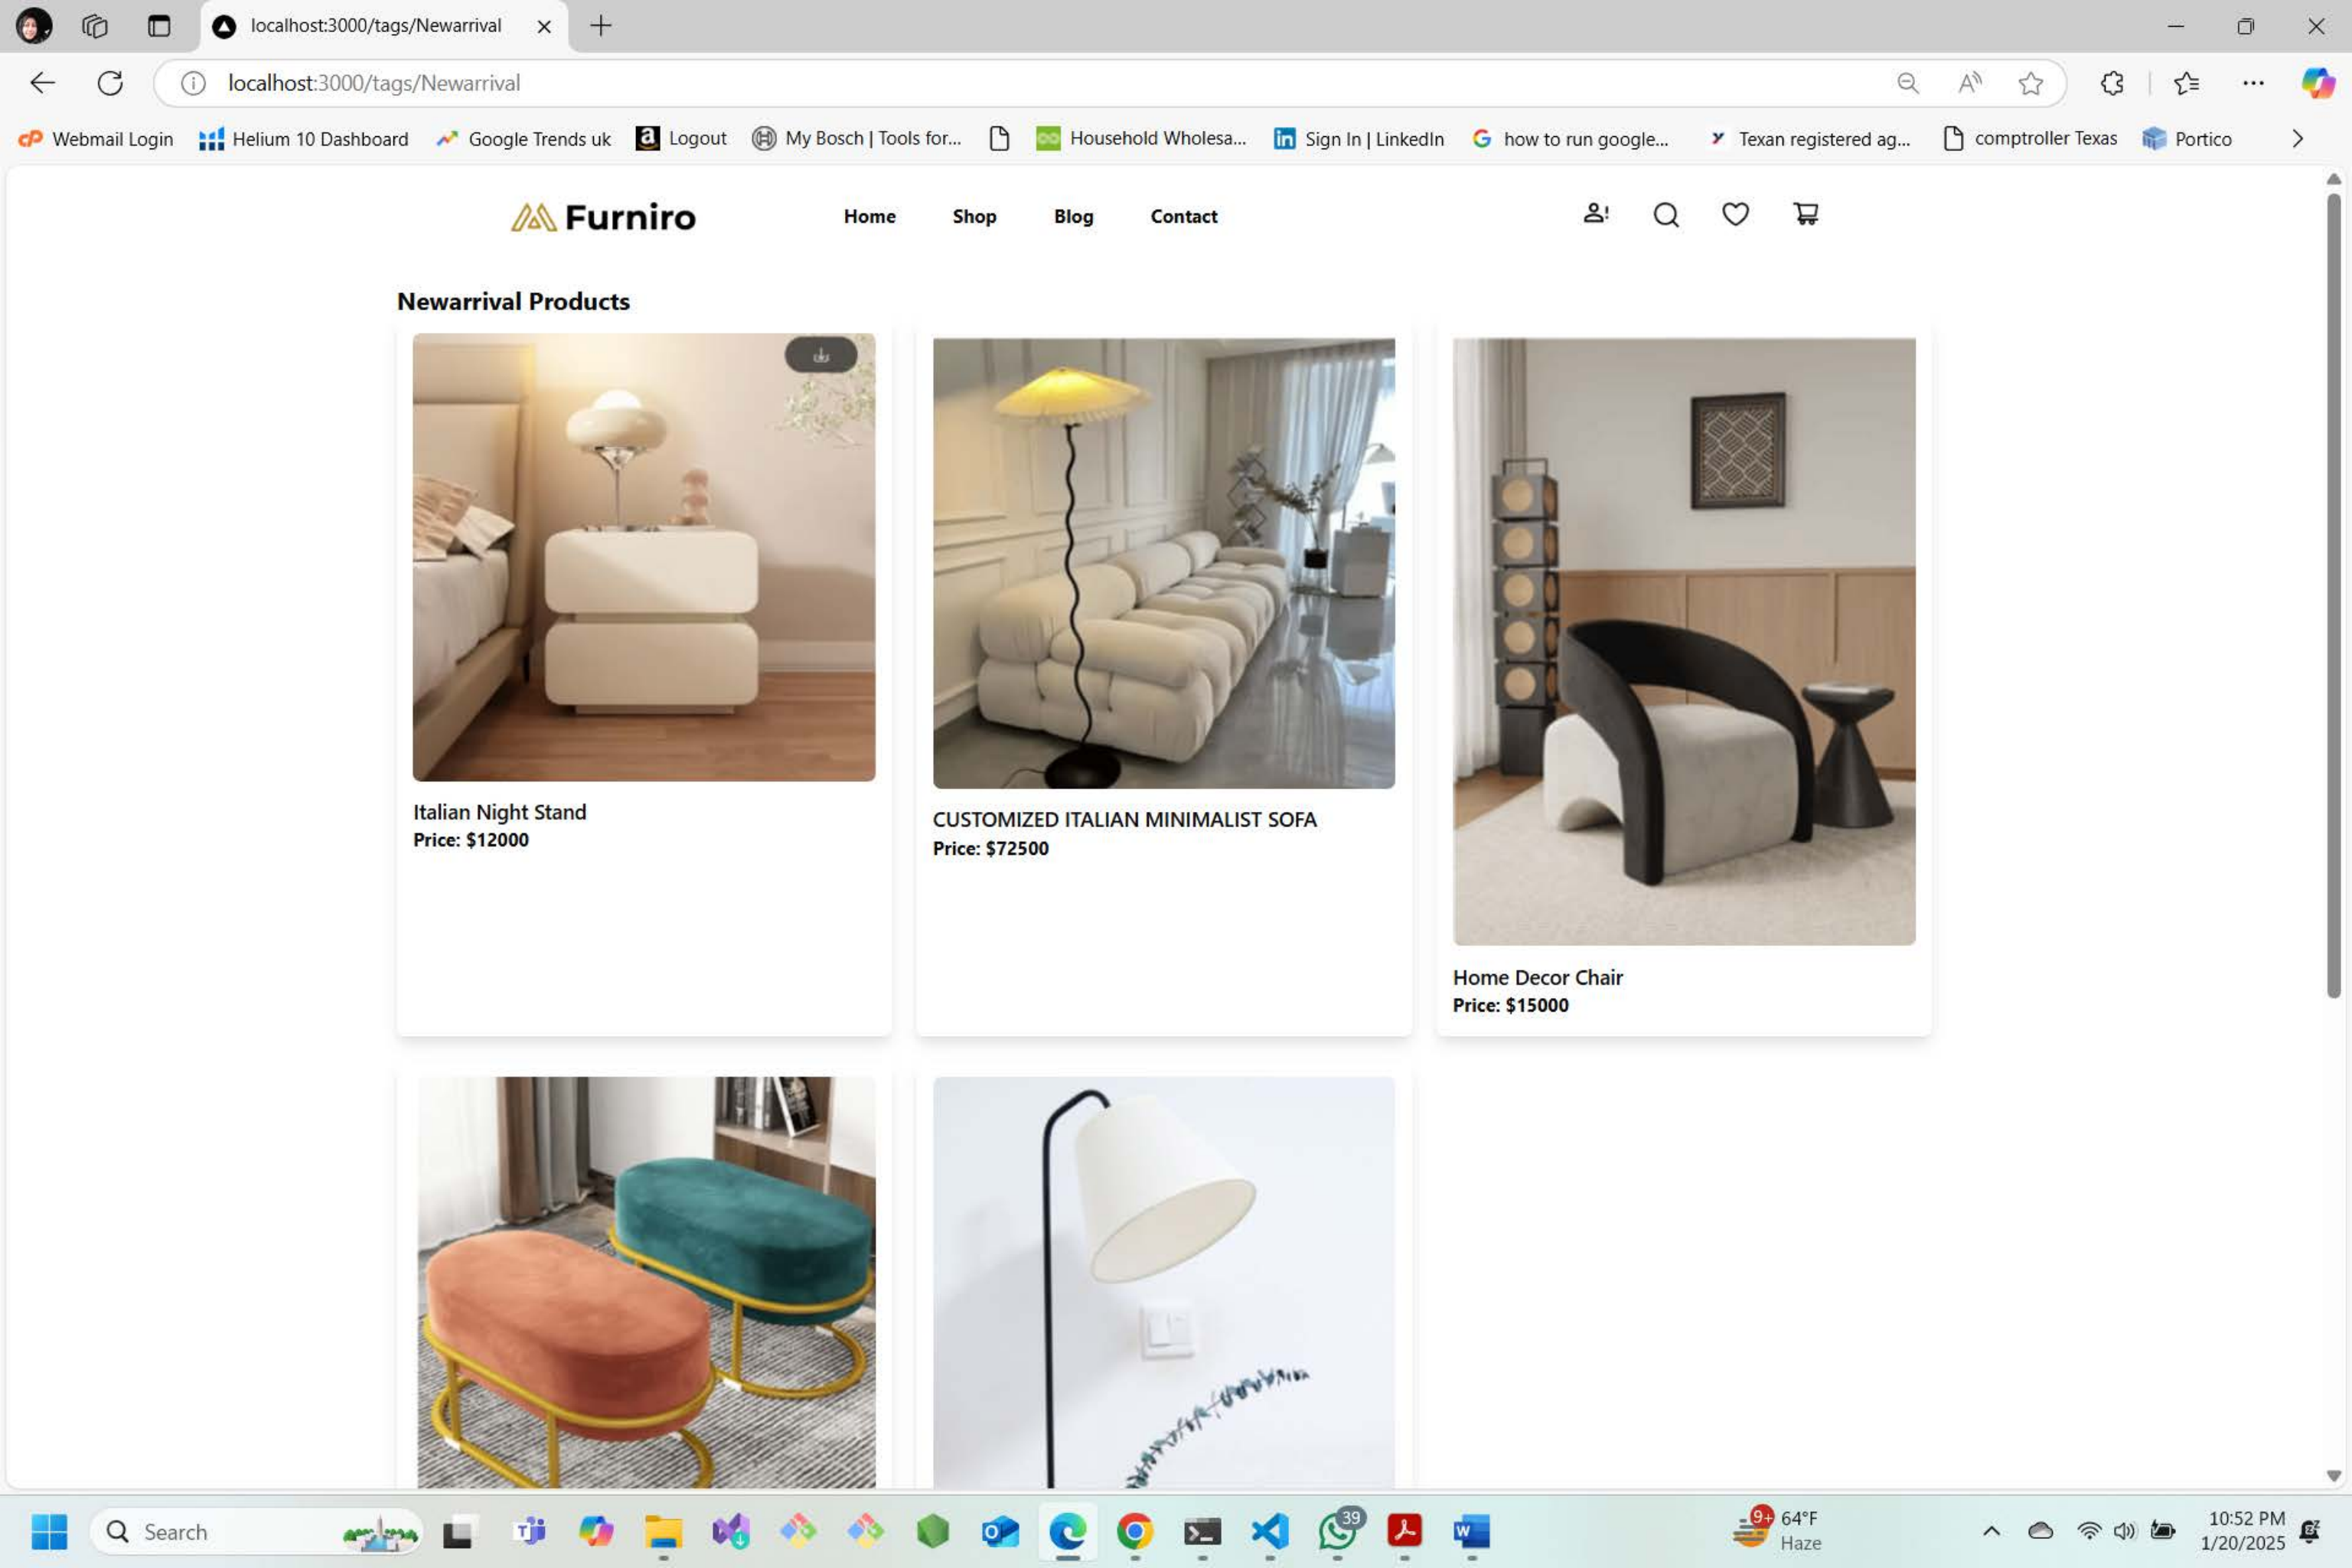 localhost:3000/tags/Newarrival
localhost:3000/tags/Newarrival
Webmail Login Helium 10 Dashboard Google Trends uk Logout My Bosch | Tools for... Household Wholesa... Sign In | LinkedIn how to run google... Texan registered ag... comptroller Texas Portico
Furniro Home Shop Blog Contact
Newarrival Products
Italian Night Stand
Price: $12000
CUSTOMIZED ITALIAN MINIMALIST SOFA
Price: $72500
Home Decor Chair
Price: $15000
Search
39
9+
64°F
Haze
10:52 PM
1/20/2025